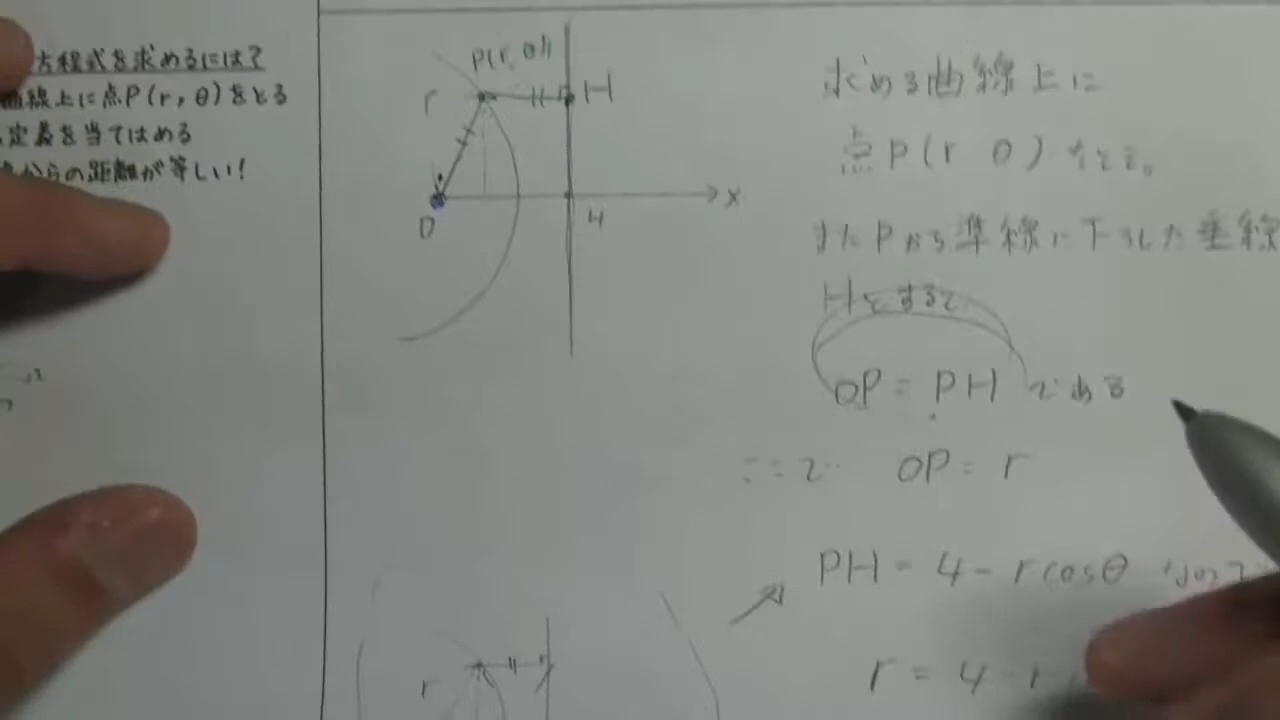 方程式を求めるには?
曲線上に点P(r,θ)をとる
定義を当てはめる
からの距離が等しい!
P(r,θ)
r
H
O
4
x
求める曲線上に
点P(r θ)をとる。
またPから準線に下ろした垂線
Hとすると
OP = PH である
ここで OP = r
PH = 4 - r cosθ なので
r = 4 - r
r